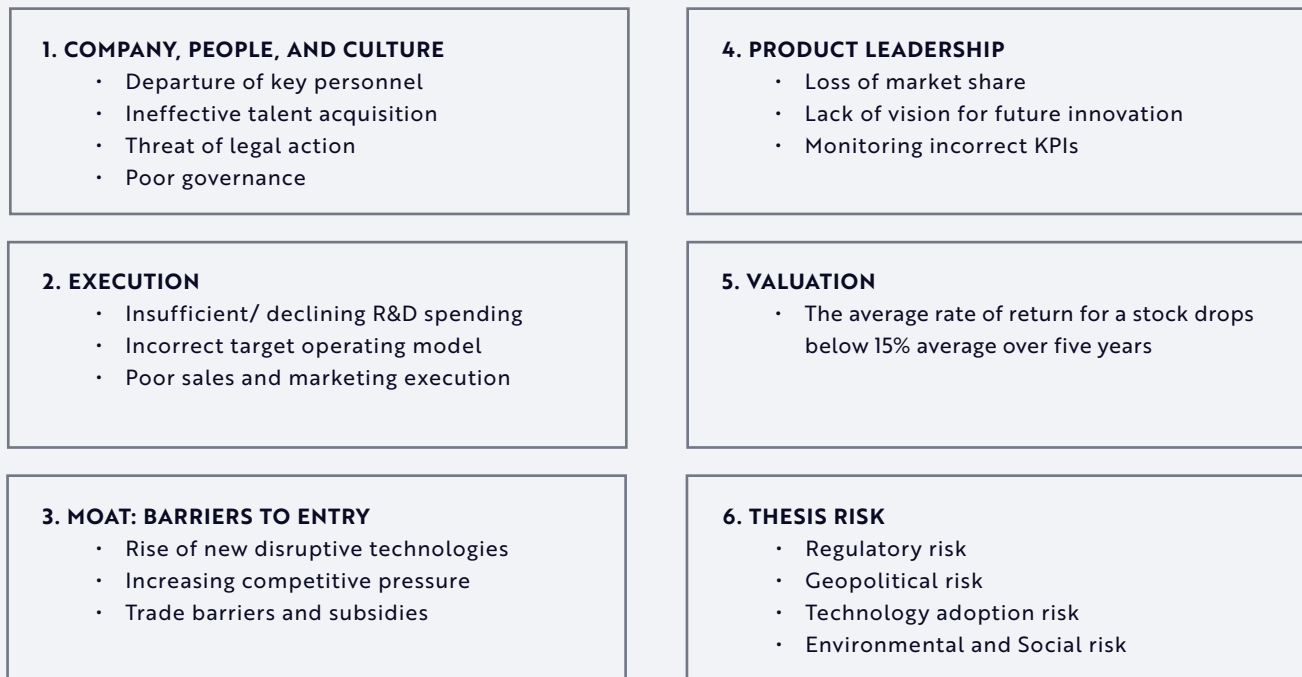 1. COMPANY, PEOPLE, AND CULTURE
• Departure of key personnel
• Ineffective talent acquisition
• Threat of legal action
• Poor governance
2. EXECUTION
• Insufficient/ declining R&D spending
• Incorrect target operating model
• Poor sales and marketing execution
3. MOAT: BARRIERS TO ENTRY
• Rise of new disruptive technologies
• Increasing competitive pressure
• Trade barriers and subsidies
4. PRODUCT LEADERSHIP
• Loss of market share
• Lack of vision for future innovation
• Monitoring incorrect KPIs
5. VALUATION
• The average rate of return for a stock drops
below 15% average over five years
6. THESIS RISK
• Regulatory risk
• Geopolitical risk
• Technology adoption risk
• Environmental and Social risk